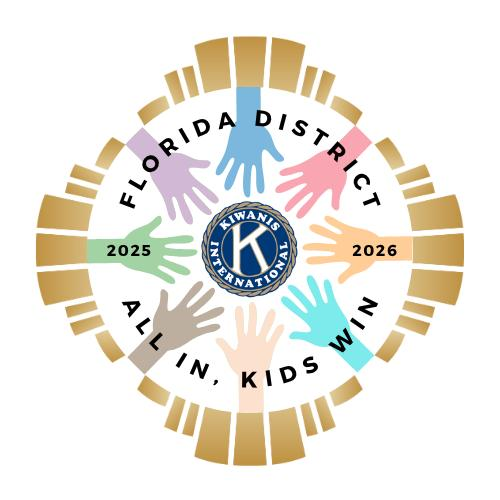 FLORIDA DISTRICT
2025
KIWANIS
K
INTERNATIONAL
2026
ALL IN, KIDS WIN